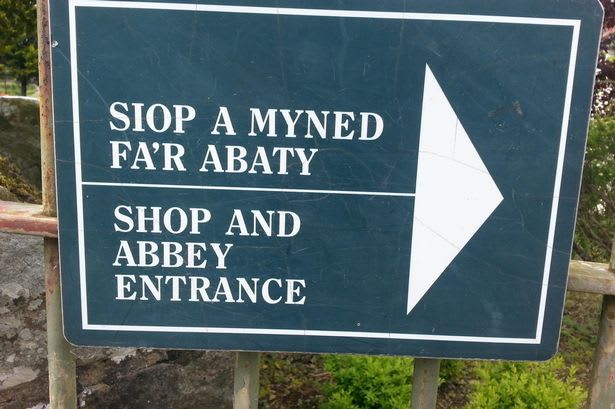 SIOP A MYNED
FA'R ABATY
SHOP AND
ABBEY
ENTRANCE